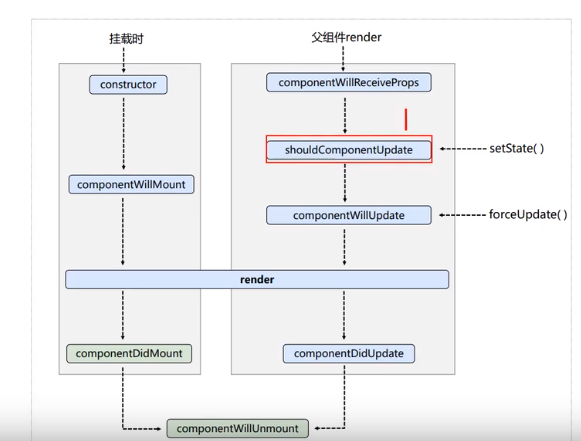 挂载时
父组件render
constructor
componentWillReceiveProps
shouldComponentUpdate
setState( )
componentWillMount
componentWillUpdate
forceUpdate( )
render
componentDidMount
componentDidUpdate
componentWillUnmount